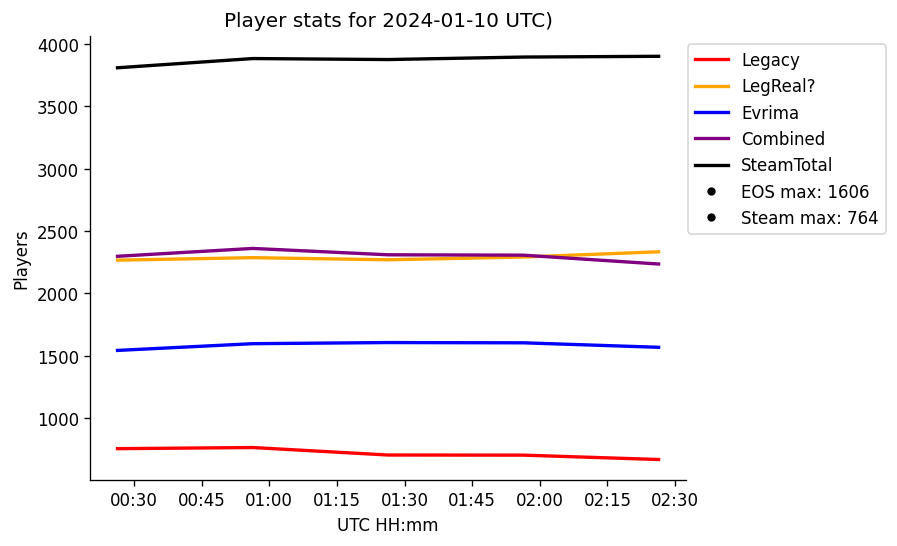 Player stats for 2024-01-10 UTC)
4000
3500
3000
2500
2000
1500
1000
Players
00:30 00:45 01:00 01:15 01:30 01:45 02:00 02:15 02:30
UTC HH:mm
Legacy
LegReal?
Evrima
Combined
SteamTotal
EOS max: 1606
Steam max: 764